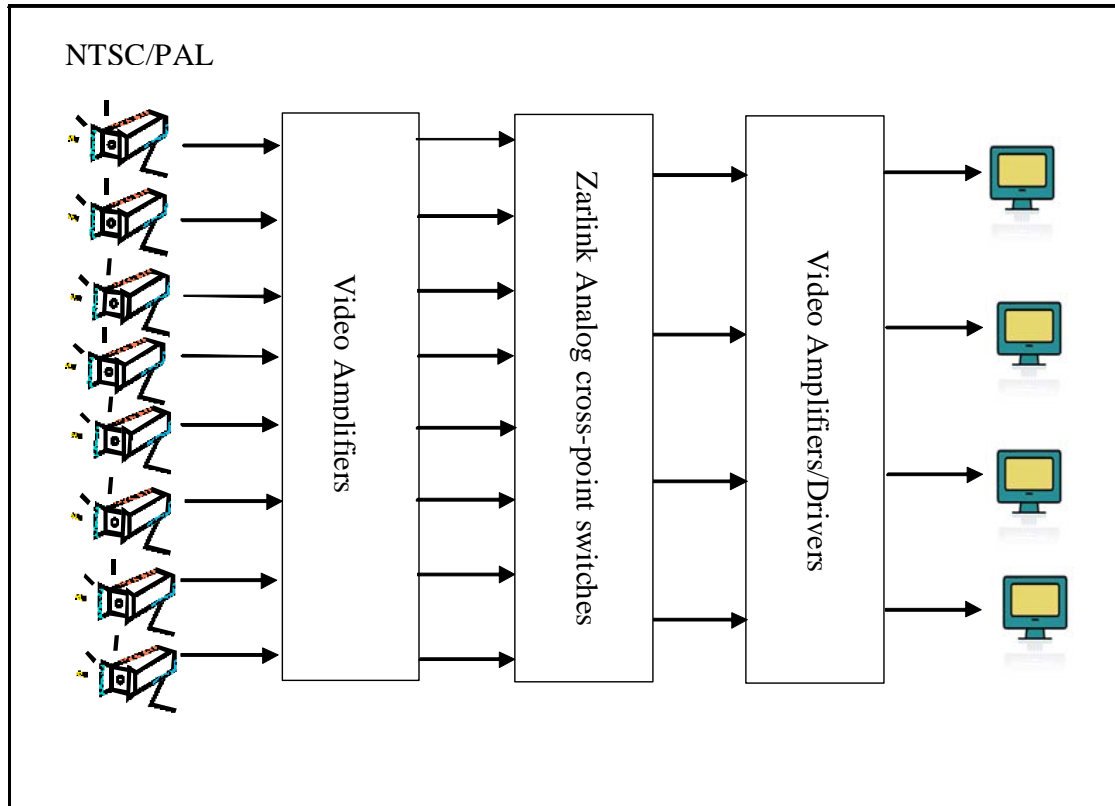 NTSC/PAL
Video Amplifiers
Zarlink Analog cross-point switches
Video Amplifiers/Drivers